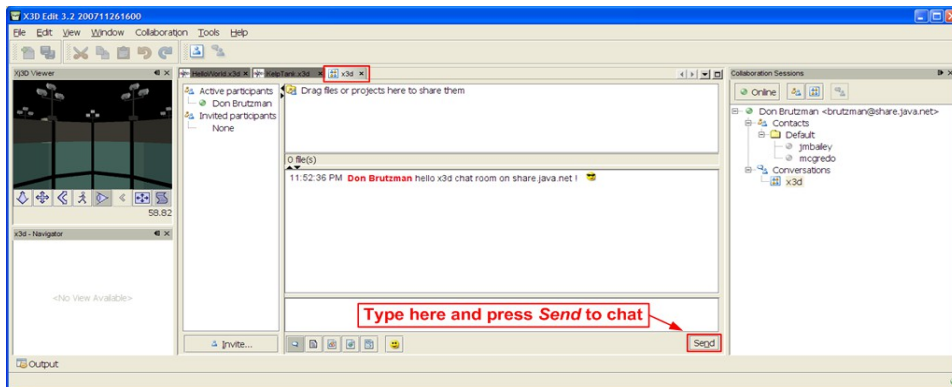 X3D Edit 3.2 200711261600
File Edit View Window Collaboration Tools Help
Xj3D Viewer
HelloWorld.x3d
KelpTank.x3d
x3d
Collaboration Sessions
Active participants
Don Brutzman
Invited participants
None
Drag files or projects here to share them
Online
Don Brutzman <brutzman@share.java.net>
Contacts
Default
jmbailey
mcgredo
Conversations
x3d
0 file(s)
11:52:36 PM Don Brutzman hello x3d chat room on share.java.net !
58.82
x3d - Navigator
<No View Available>
Type here and press Send to chat
Invite...
Send
Output